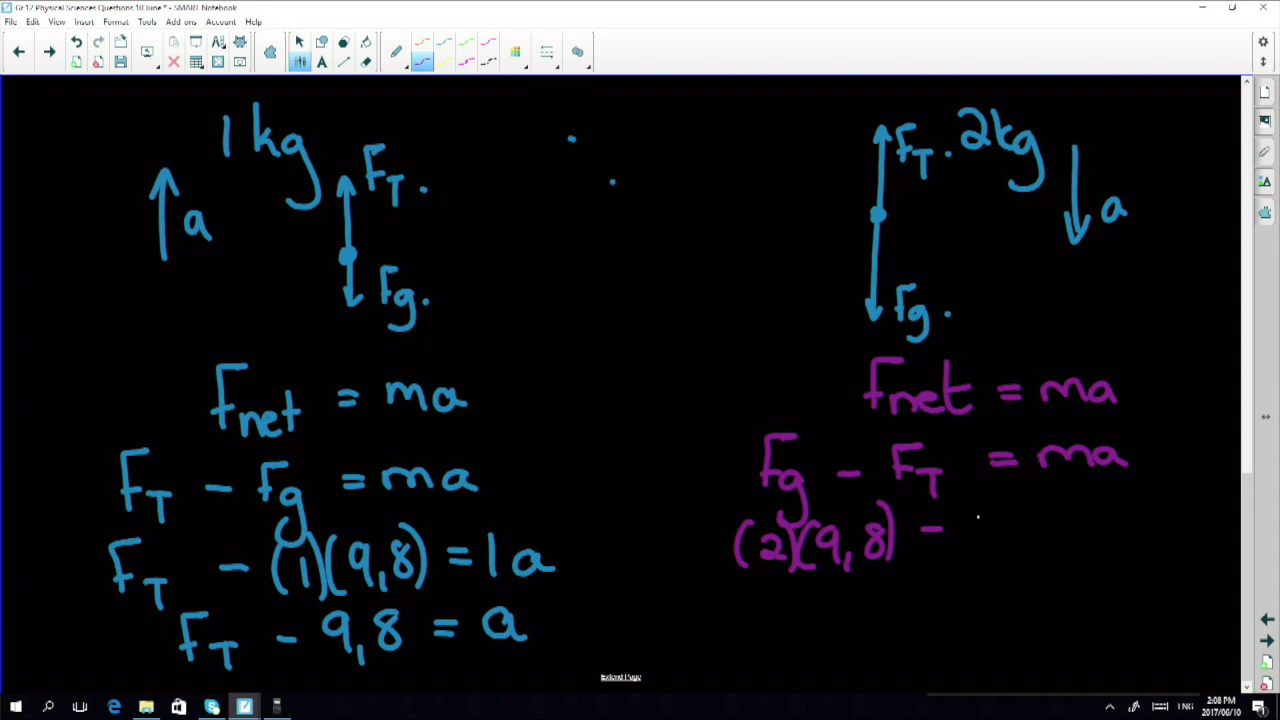 Gr 12 Physical Sciences Questions 10 June * - SMART Notebook
File Edit View Insert Format Tools Add-ons Account Help
1 kg
a
FT.
Fg.
Fnet = ma
FT - Fg = ma
FT - (1)(9,8) = 1a
FT - 9,8 = a
FT. 2kg
a
Fg.
Fnet = ma
Fg - FT = ma
(2)(9,8) -
Extend Page
ENG
2:08 PM
2017/06/10